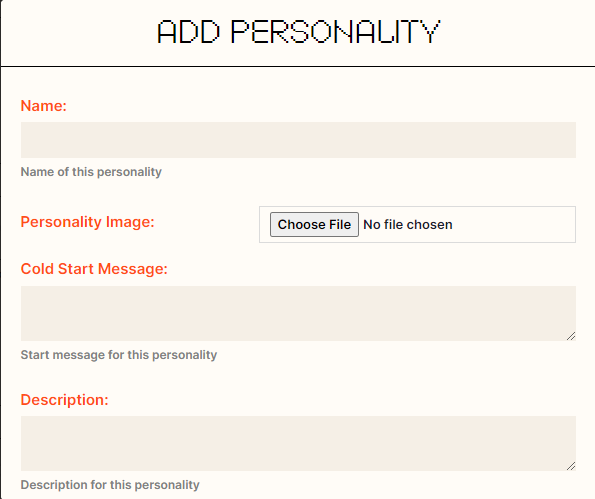 ADD PERSONALITY
Name:
Name of this personality
Personality Image:
Choose File No file chosen
Cold Start Message:
Start message for this personality
Description:
Description for this personality